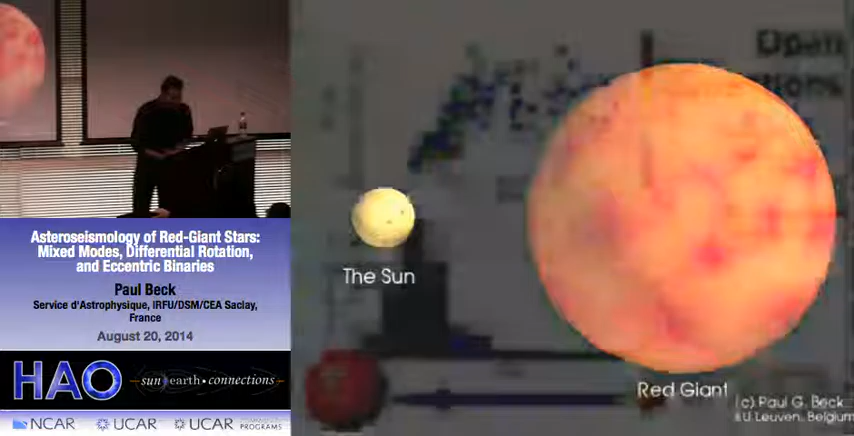 Asteroseismology of Red-Giant Stars:
Mixed Modes, Differential Rotation,
and Eccentric Binaries
Paul Beck
Service d'Astrophysique, IRFU/DSM/CEA Saclay,
France
August 20, 2014
HAO
sun earth • connections
NCAR UCAR UCAR PROGRAMS
Open
The Sun
Red Giant
(c) Paul G. Beck
U.Leuven, Belgium